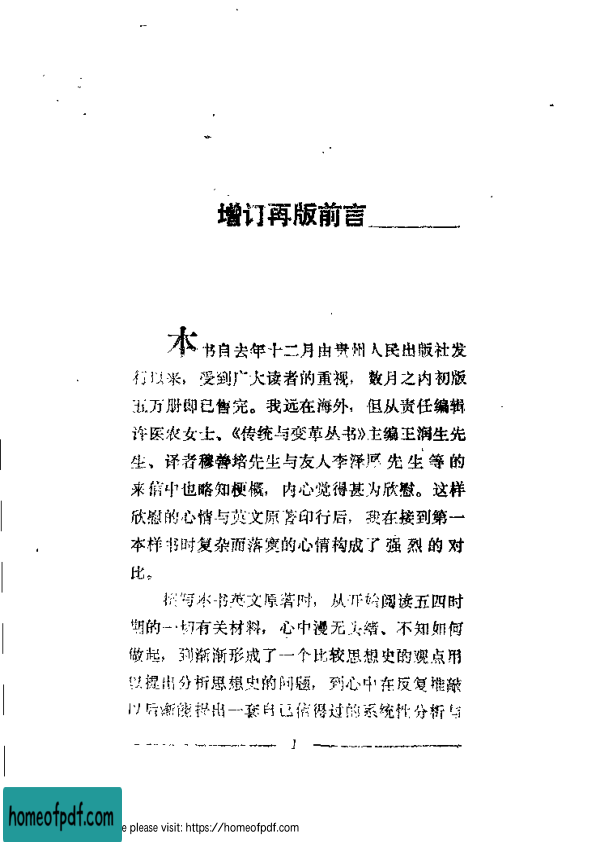 增订再版前言
本书自去年十二月由贵州人民出版社发
行以来，受到广大读者的重视，数月之内初版
五万册即已售完。我远在海外，但从责任编辑
许医农女士、《传统与变革丛书》主编王润生先
生、译者穆善培先生与友人李泽厚先生等的
来信中也略知梗概，内心觉得甚为欣慰。这样
欣慰的心情与英文原著印行后，我在接到第一
本样书时复杂而落寞的心情构成了强烈的对
比。
撰写本书英文原著时，从开始阅读五四时
期的一切有关材料，心中漫无头绪、不知如何
做起，到渐渐形成了一个比较思想史的观点用
以提出分析思想史的问题，到心中在反复推敲
以后渐能提出一套自己信得过的系统性分析与
1
homeofpdf.com
e please visit: https://homeofpdf.com